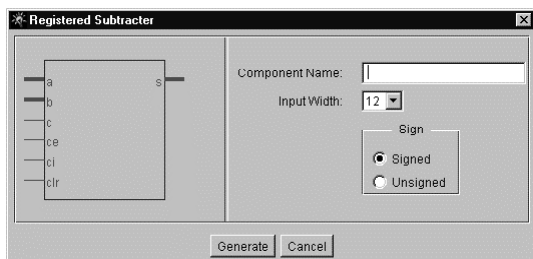 Registered Subtracter
a
s
b
c
ce
ci
clr
Component Name:
Input Width:
12
Sign
Signed
Unsigned
Generate
Cancel